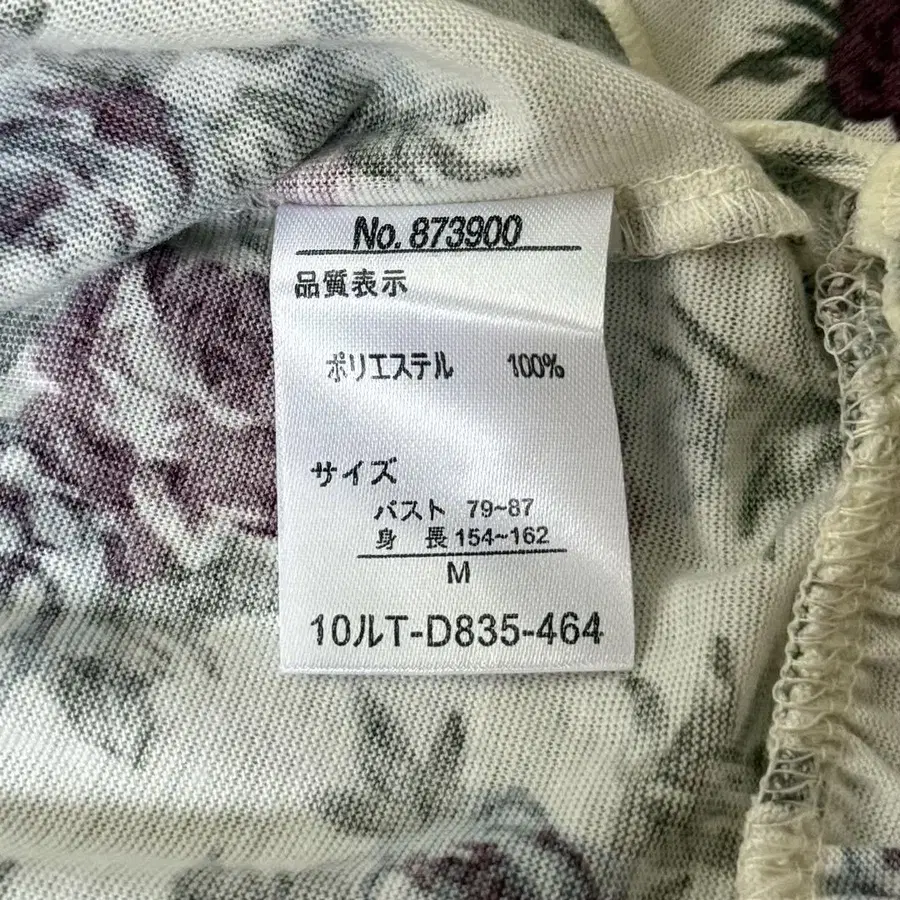 No. 873900
品質表示
ポリエステル 100%
サイズ
バスト 79~87
身 長 154~162
M
10ルT-D835-464